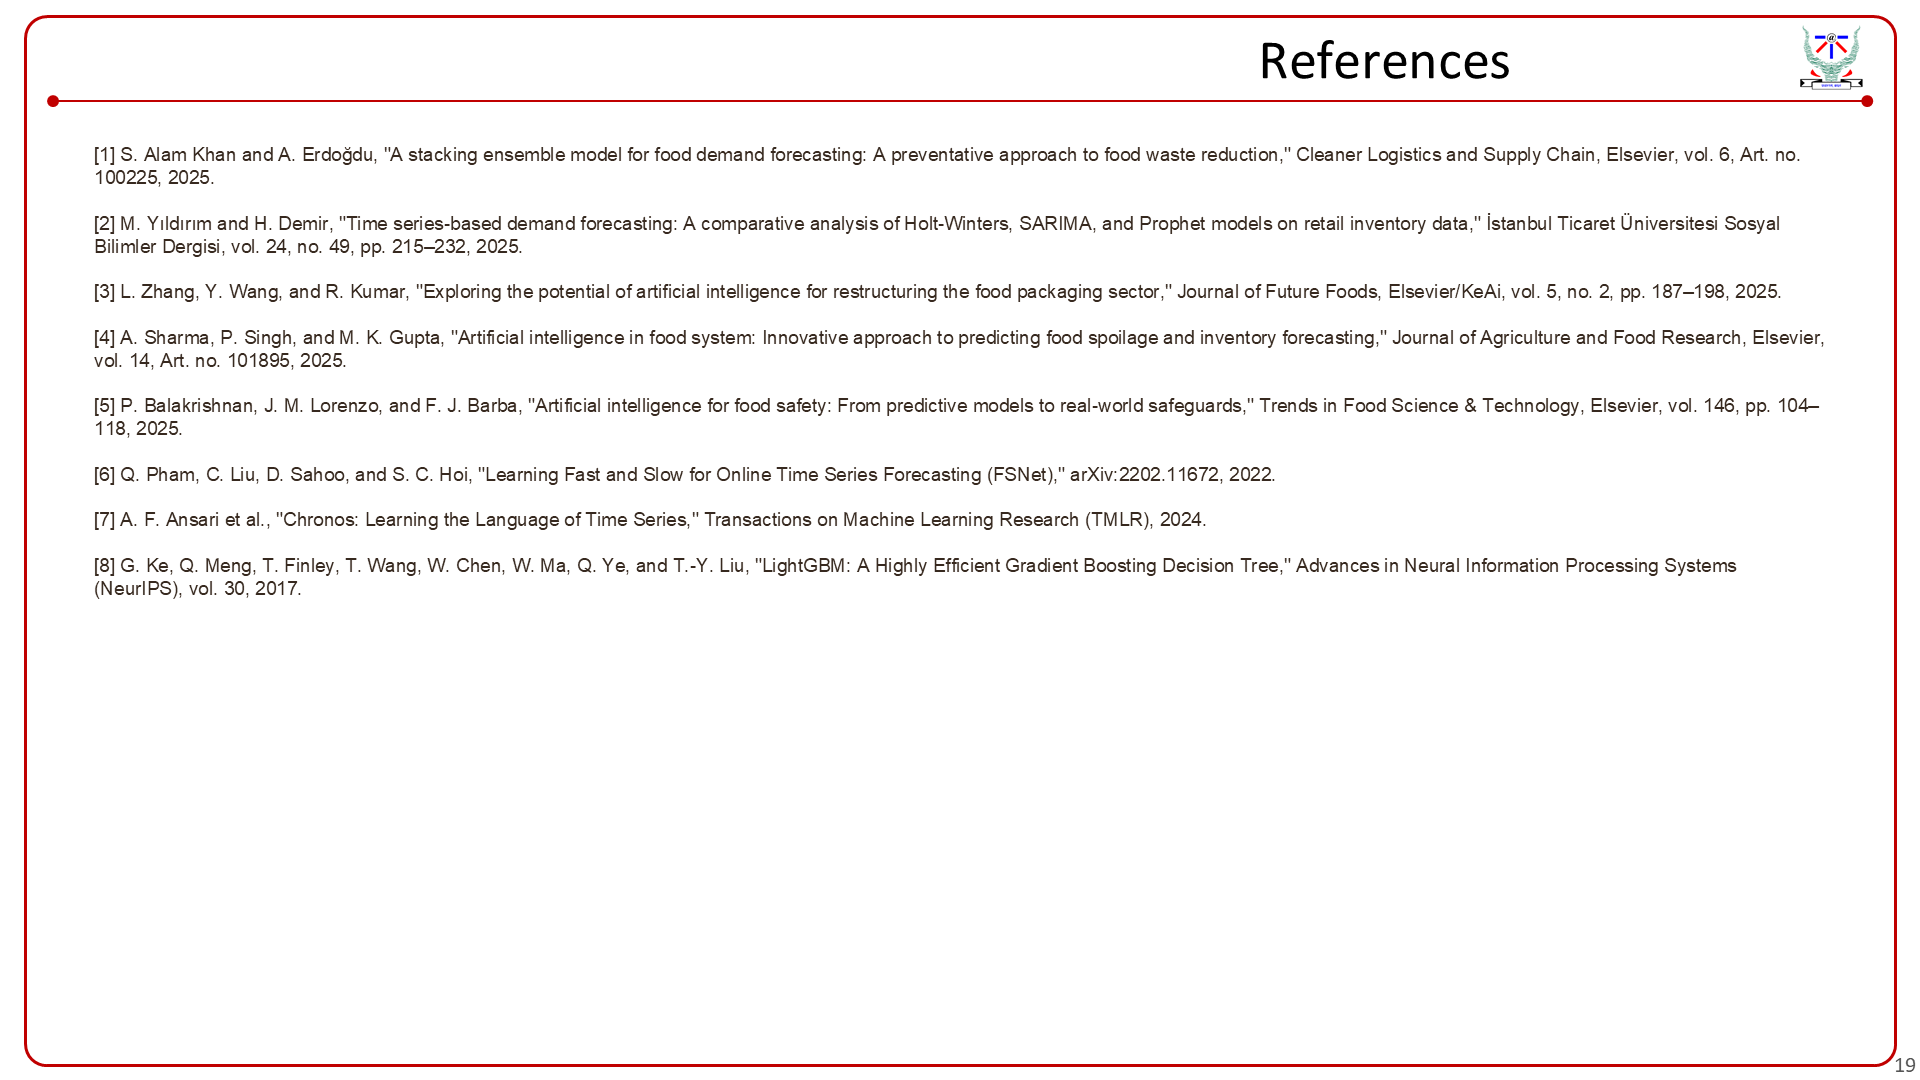 References
@
[1] S. Alam Khan and A. Erdoğdu, "A stacking ensemble model for food demand forecasting: A preventative approach to food waste reduction," Cleaner Logistics and Supply Chain, Elsevier, vol. 6, Art. no.
100225, 2025.
[2] M. Yıldırım and H. Demir, "Time series-based demand forecasting: A comparative analysis of Holt-Winters, SARIMA, and Prophet models on retail inventory data," İstanbul Ticaret Üniversitesi Sosyal
Bilimler Dergisi, vol. 24, no. 49, pp. 215–232, 2025.
[3] L. Zhang, Y. Wang, and R. Kumar, "Exploring the potential of artificial intelligence for restructuring the food packaging sector," Journal of Future Foods, Elsevier/KeAi, vol. 5, no. 2, pp. 187–198, 2025.
[4] A. Sharma, P. Singh, and M. K. Gupta, "Artificial intelligence in food system: Innovative approach to predicting food spoilage and inventory forecasting," Journal of Agriculture and Food Research, Elsevier,
vol. 14, Art. no. 101895, 2025.
[5] P. Balakrishnan, J. M. Lorenzo, and F. J. Barba, "Artificial intelligence for food safety: From predictive models to real-world safeguards," Trends in Food Science & Technology, Elsevier, vol. 146, pp. 104–
118, 2025.
[6] Q. Pham, C. Liu, D. Sahoo, and S. C. Hoi, "Learning Fast and Slow for Online Time Series Forecasting (FSNet)," arXiv:2202.11672, 2022.
[7] A. F. Ansari et al., "Chronos: Learning the Language of Time Series," Transactions on Machine Learning Research (TMLR), 2024.
[8] G. Ke, Q. Meng, T. Finley, T. Wang, W. Chen, W. Ma, Q. Ye, and T.-Y. Liu, "LightGBM: A Highly Efficient Gradient Boosting Decision Tree," Advances in Neural Information Processing Systems
(NeurIPS), vol. 30, 2017.
19